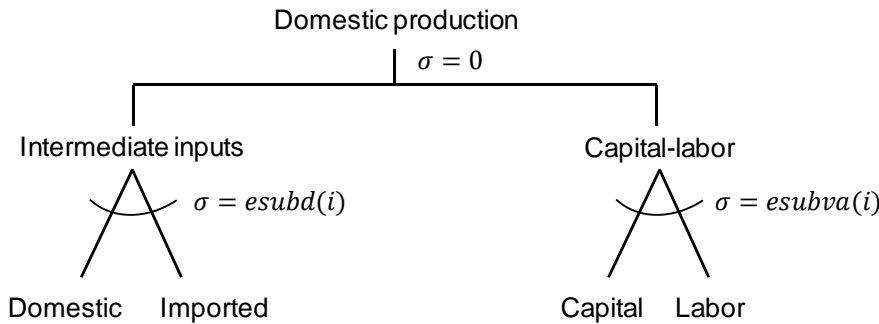 Domestic production
σ = 0
Intermediate inputs
Capital-labor
σ = esubd(i)
σ = esubva(i)
Domestic
Imported
Capital
Labor